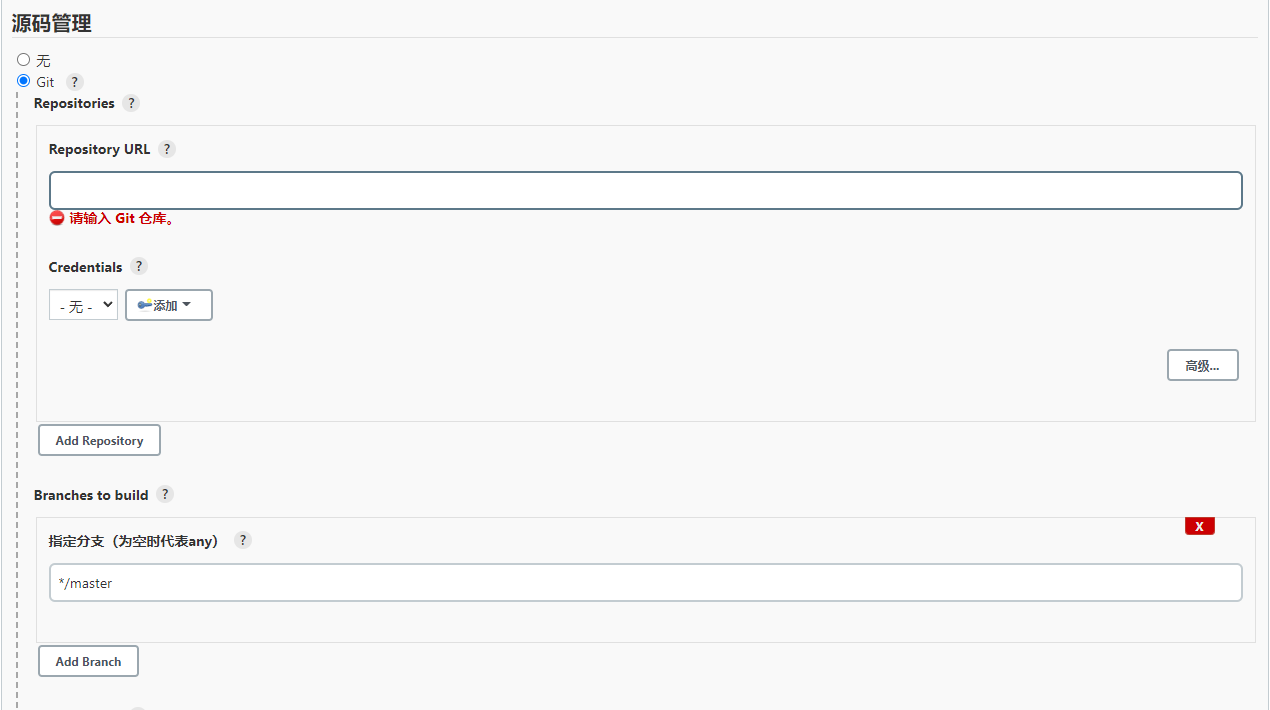 源码管理
无
Git ?
Repositories ?
Repository URL ?
请输入 Git 仓库。
Credentials ?
- 无 - 添加
高级...
Add Repository
Branches to build ?
X
指定分支（为空时代表any） ?
*/master
Add Branch